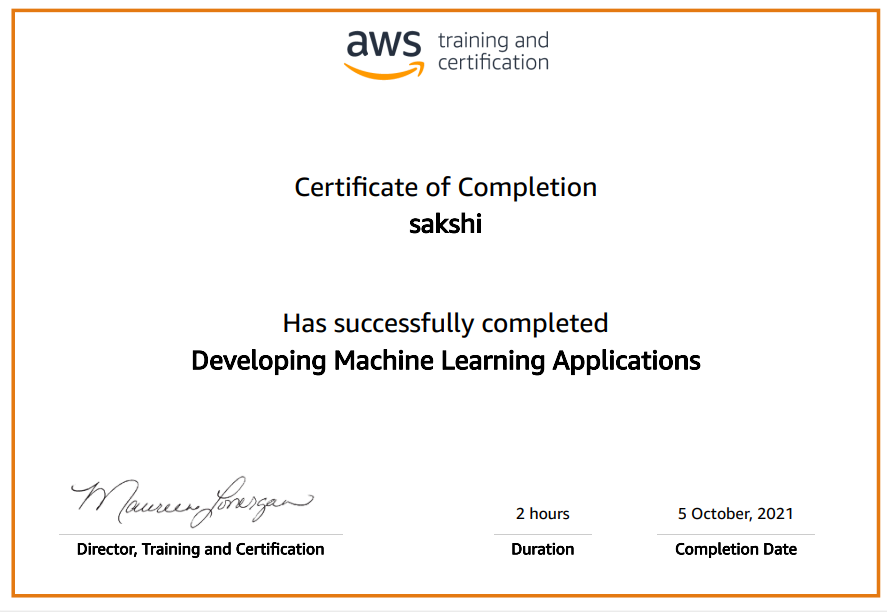 aws training and
certification
Certificate of Completion
sakshi
Has successfully completed
Developing Machine Learning Applications
Maureen Lonergan
2 hours
5 October, 2021
Director, Training and Certification
Duration
Completion Date